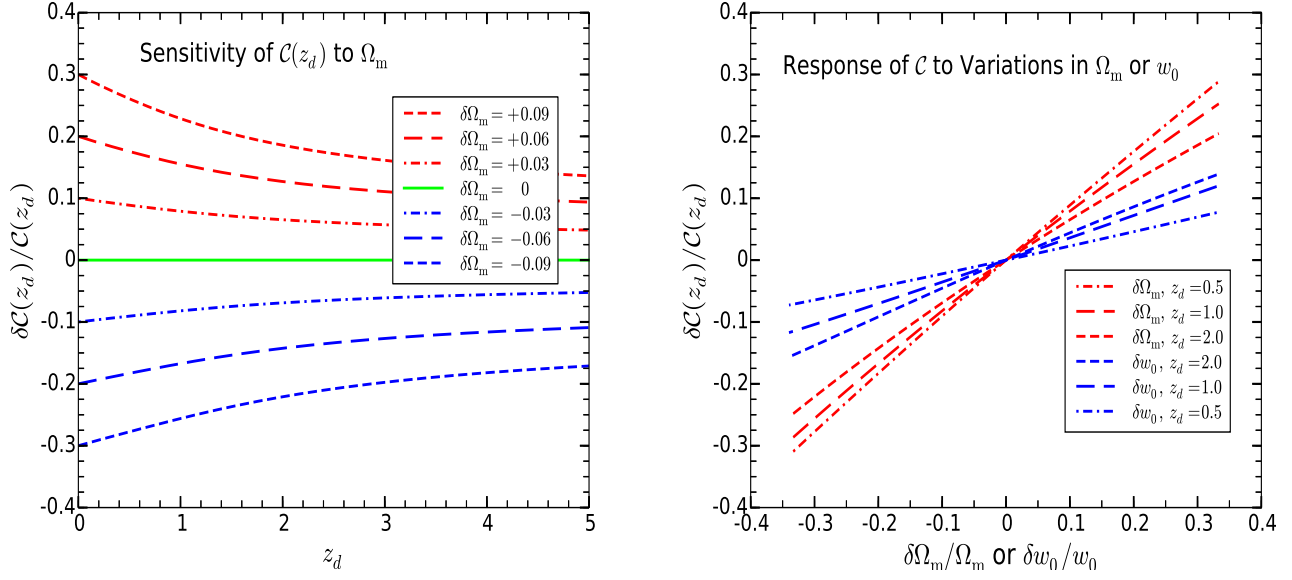 Sensitivity of 𝒞(z_d) to Ω_m
δ𝒞(z_d)/𝒞(z_d)
0.4
0.3
0.2
0.1
0
-0.1
-0.2
-0.3
-0.4
δΩ_m = +0.09
δΩ_m = +0.06
δΩ_m = +0.03
δΩ_m = 0
δΩ_m = −0.03
δΩ_m = −0.06
δΩ_m = −0.09
0 1 2 3 4 5
z_d
Response of 𝒞 to Variations in Ω_m or w_0
δ𝒞(z_d)/𝒞(z_d)
0.4
0.3
0.2
0.1
0
-0.1
-0.2
-0.3
-0.4
δΩ_m, z_d =0.5
δΩ_m, z_d =1.0
δΩ_m, z_d =2.0
δw_0, z_d =2.0
δw_0, z_d =1.0
δw_0, z_d =0.5
-0.4 -0.3 -0.2 -0.1 0 0.1 0.2 0.3 0.4
δΩ_m/Ω_m or δw_0/w_0